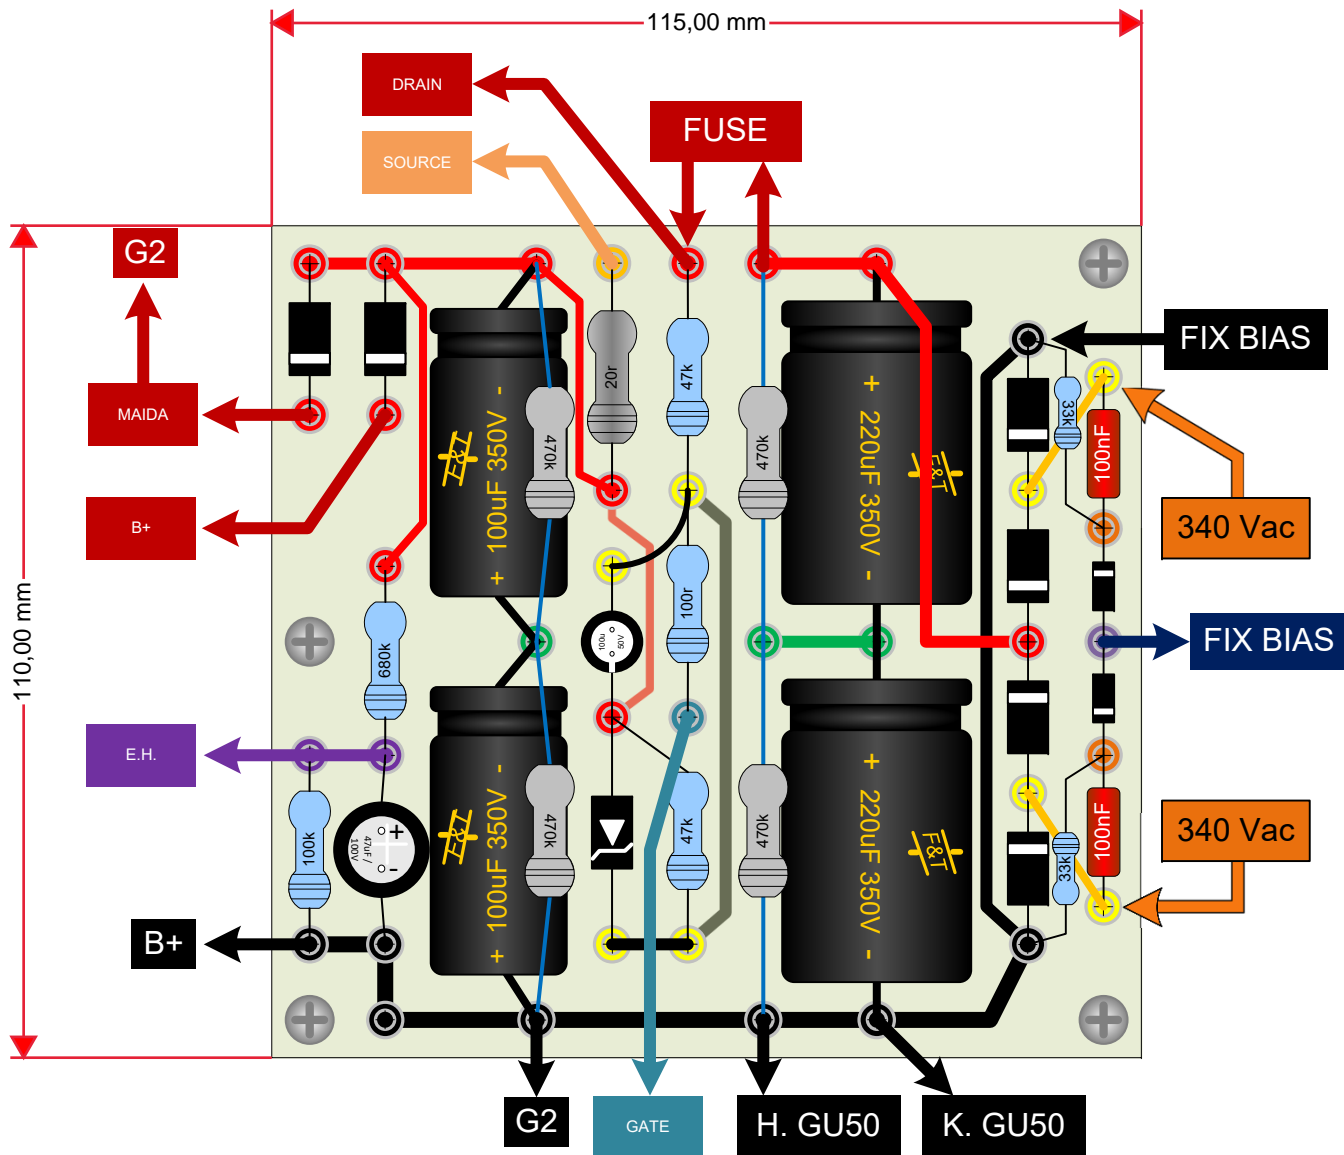 115,00 mm
DRAIN
FUSE
SOURCE
G2
FIX BIAS
MAIDA
B+
340 Vac
110,00 mm
FIX BIAS
E.H.
340 Vac
B+
G2
GATE
H. GU50
K. GU50
20r
47k
470k
470k
+ 100uF 350V -
F&T
+ 220uF 350V -
F&T
33k
100nF
680k
100u
50V
100r
100k
+
47uF /
100V
-
+ 100uF 350V -
F&T
470k
47k
470k
+ 220uF 350V -
F&T
33k
100nF